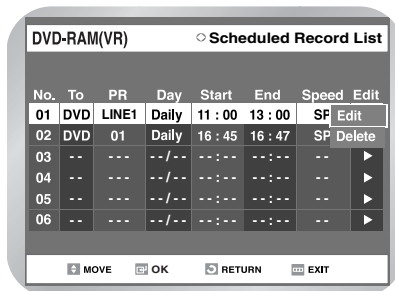 DVD-RAM(VR) Scheduled Record List
No. To PR Day Start End Speed Edit
01 DVD LINE1 Daily 11 : 00 13 : 00 SP Edit
02 DVD 01 Daily 16 : 45 16 : 47 SP Delete
03 - - - - - - - / - - - : - - - - : - - - - ►
04 - - - - - - - / - - - : - - - - : - - - - ►
05 - - - - - - - / - - - : - - - - : - - - - ►
06 - - - - - - - / - - - : - - - - : - - - - ►
MOVE OK RETURN EXIT